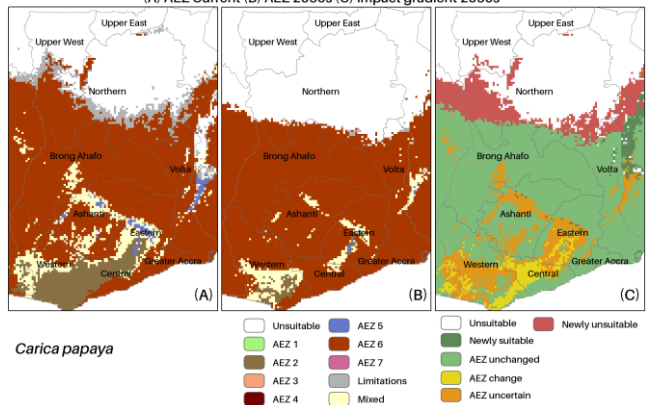 (A) AEZ Current (B) AEZ 2050s (C) Impact gradient 2050s
Upper East
Upper West
Northern
Brong Ahafo
Volta
Ashanti
Eastern
Western
Greater Accra
Central
(A)
Upper East
Upper West
Northern
Brong Ahafo
Volta
Ashanti
Eastern
Western
Greater Accra
Central
(B)
Upper East
Upper West
Northern
Brong Ahafo
Volta
Ashanti
Eastern
Western
Greater Accra
Central
(C)
Carica papaya
Unsuitable
AEZ 1
AEZ 2
AEZ 3
AEZ 4
AEZ 5
AEZ 6
AEZ 7
Limitations
Mixed
Unsuitable
Newly suitable
AEZ unchanged
AEZ change
AEZ uncertain
Newly unsuitable